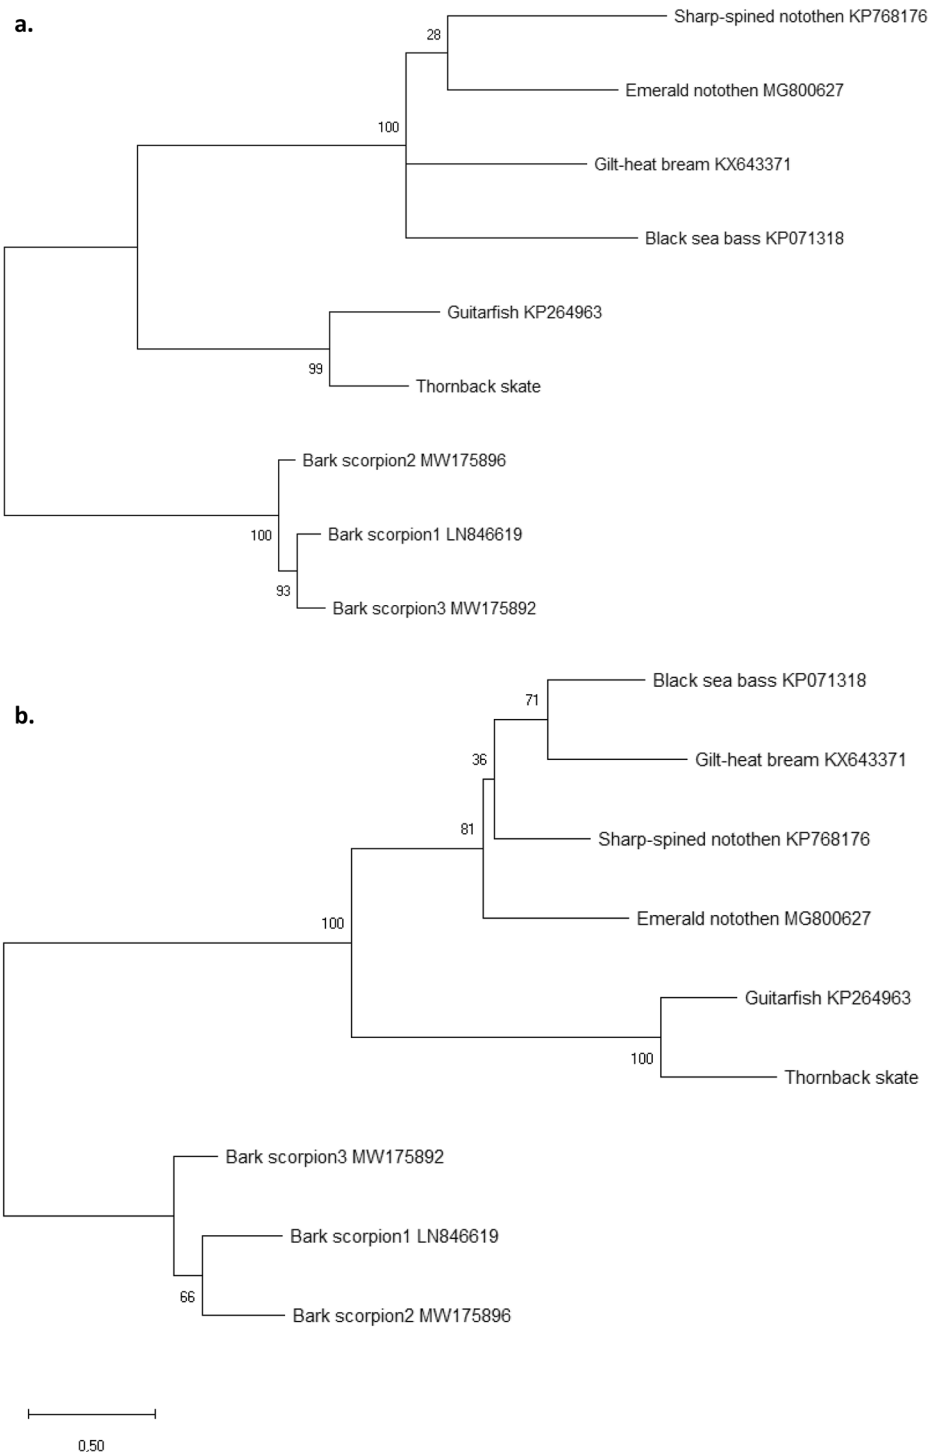 a.
Sharp-spined notothen KP768176
28
Emerald notothen MG800627
100
Gilt-heat bream KX643371
Black sea bass KP071318
Guitarfish KP264963
99
Thornback skate
Bark scorpion2 MW175896
100
Bark scorpion1 LN846619
93
Bark scorpion3 MW175892
b.
Black sea bass KP071318
71
Gilt-heat bream KX643371
36
81
Sharp-spined notothen KP768176
Emerald notothen MG800627
100
Guitarfish KP264963
100
Thornback skate
Bark scorpion3 MW175892
Bark scorpion1 LN846619
66
Bark scorpion2 MW175896
0,50